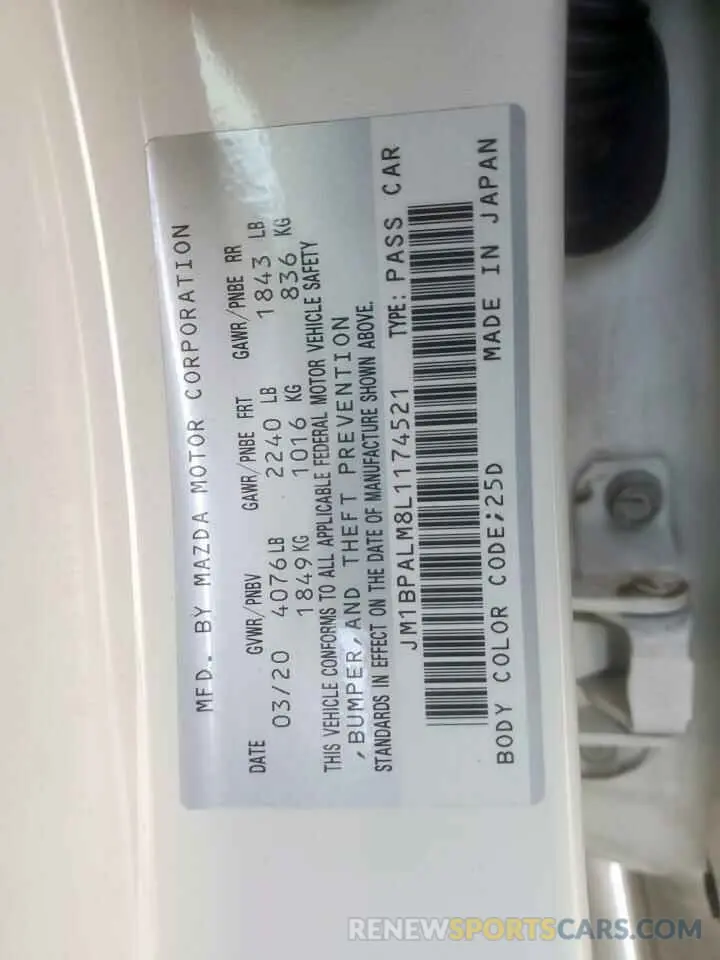 MFD. BY MAZDA MOTOR CORPORATION
DATE GVWR/PNBV GAWR/PNBE FRT GAWR/PNBE RR
03/20 4076LB 2240 LB 1843 LB
1849KG 1016 KG 836 KG
THIS VEHICLE CONFORMS TO ALL APPLICABLE FEDERAL MOTOR VEHICLE SAFETY
,BUMPER,AND THEFT PREVENTION
STANDARDS IN EFFECT ON THE DATE OF MANUFACTURE SHOWN ABOVE.
JM1BPALM8L1174521 TYPE: PASS CAR
BODY COLOR CODE;25D MADE IN JAPAN
RENEWSPORTSCARS.COM